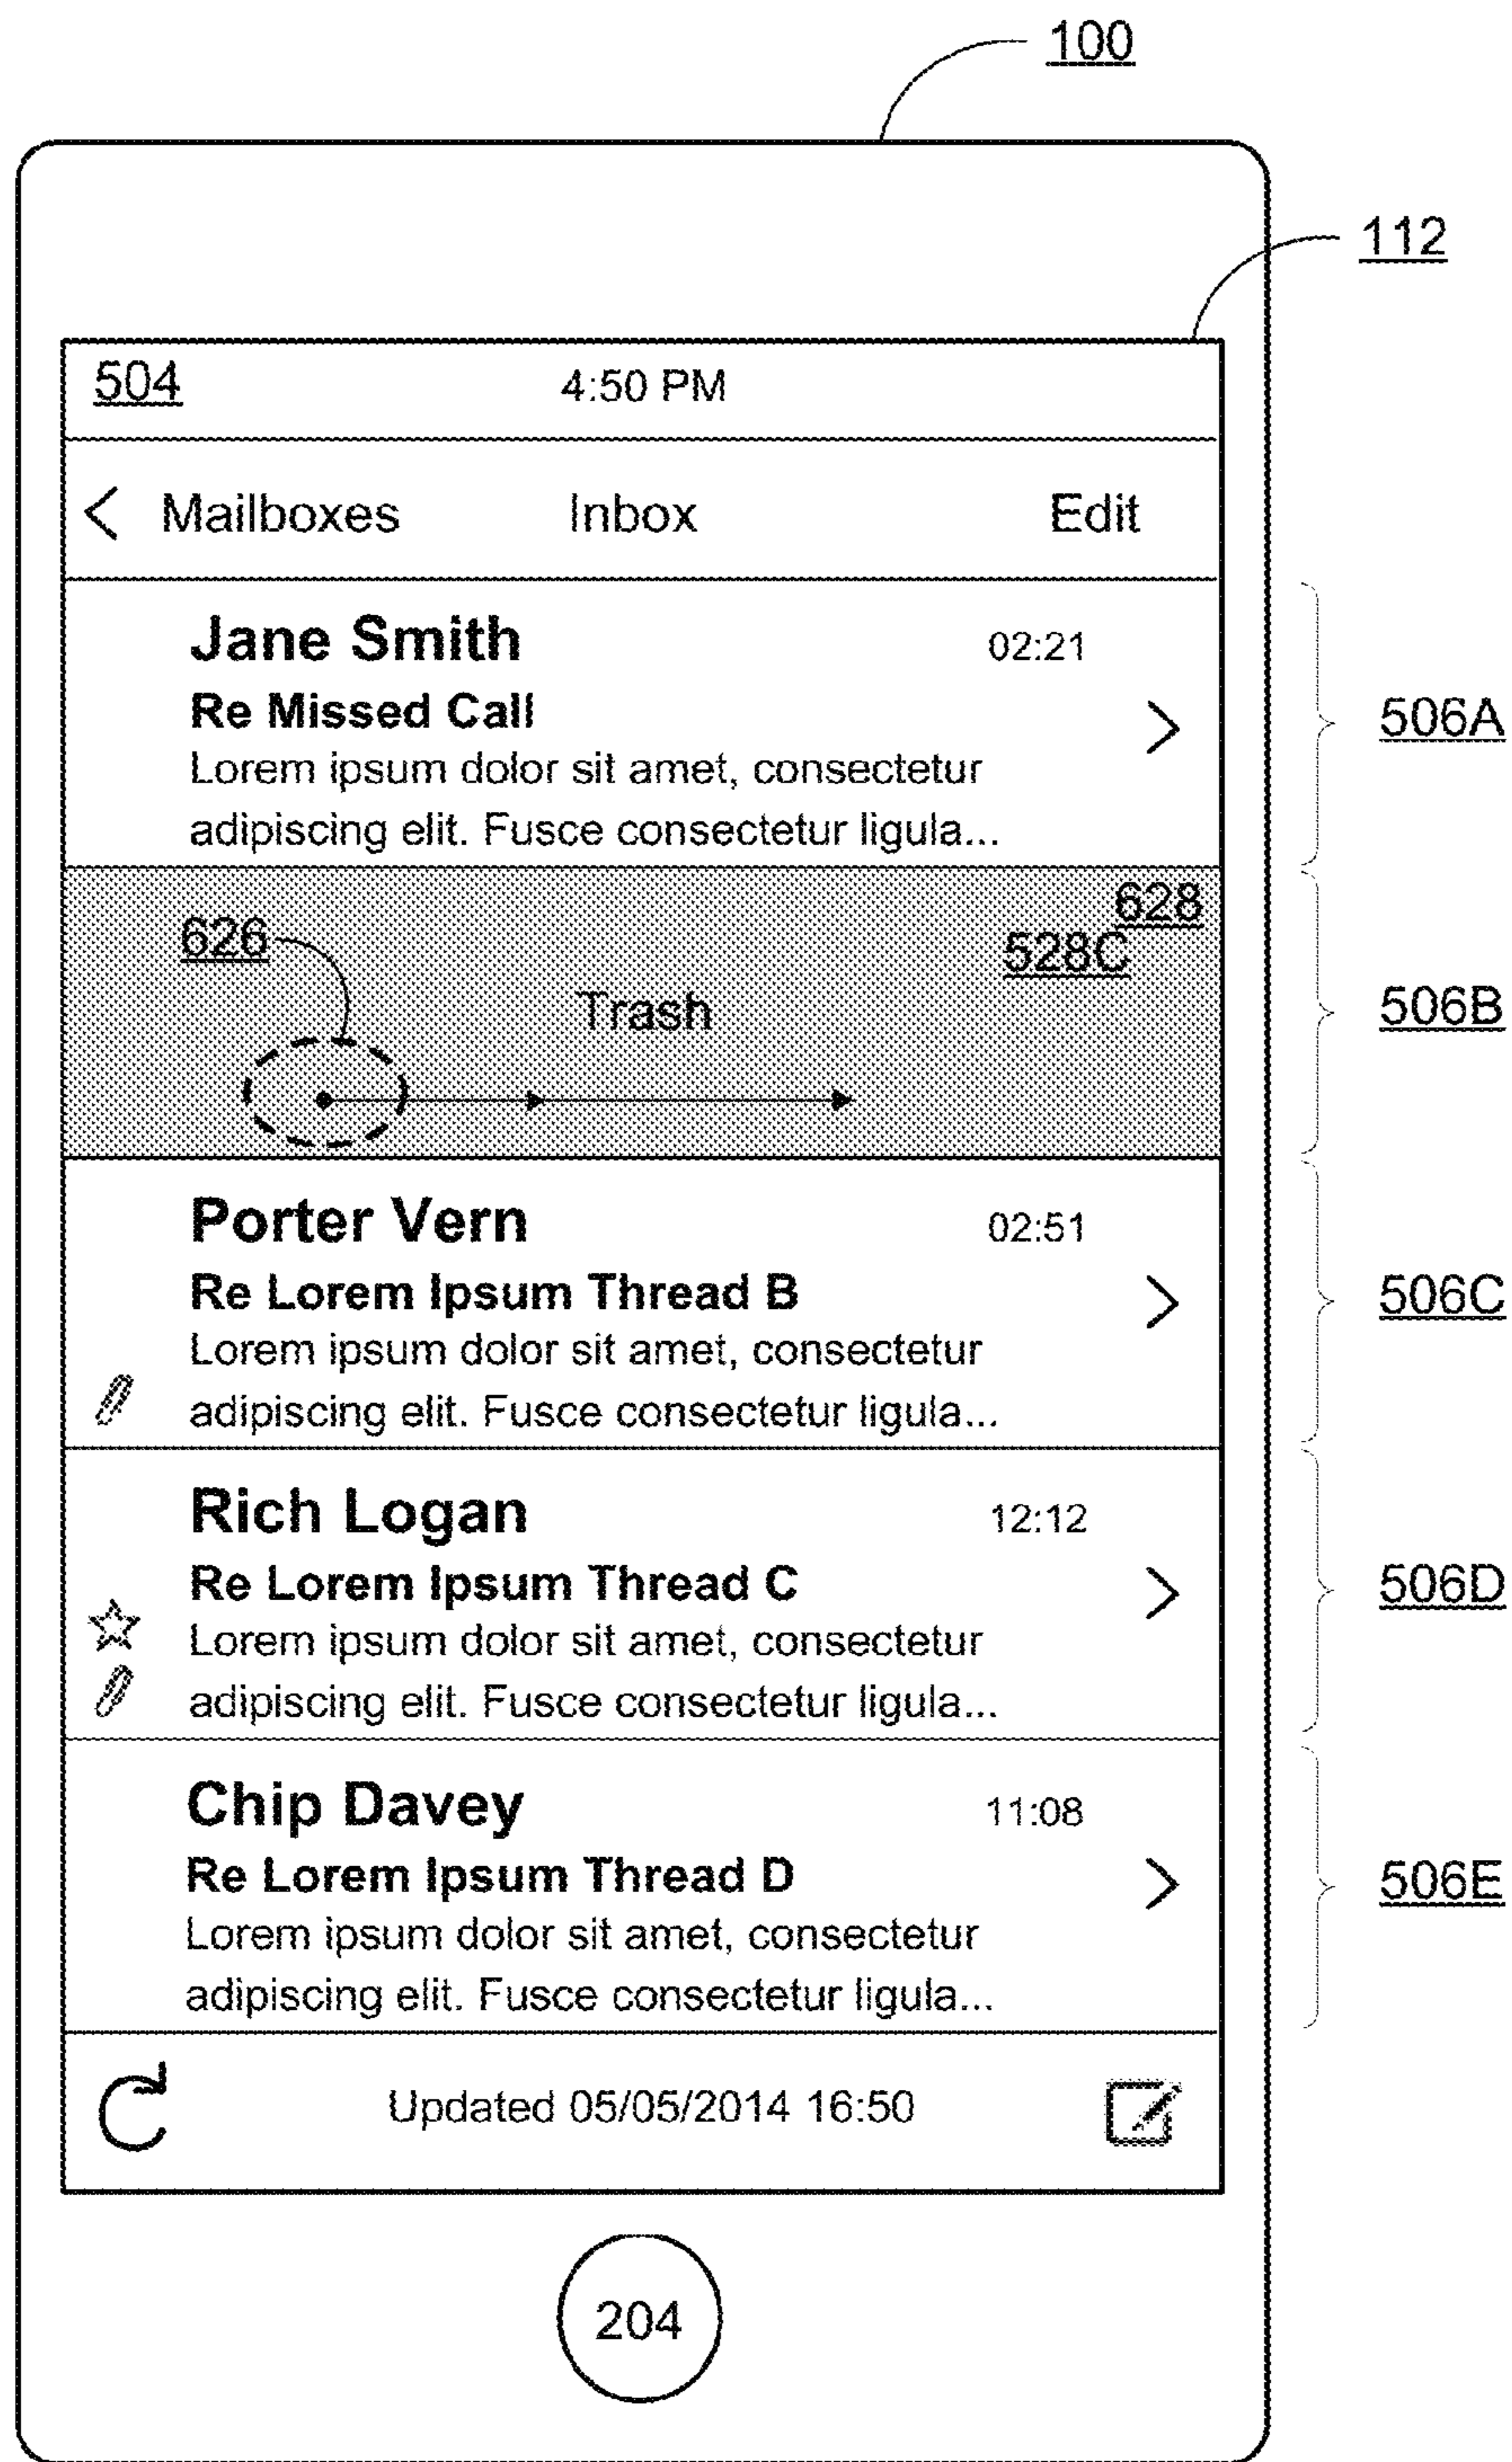 100
112
504 4:50 PM
< Mailboxes Inbox Edit
Jane Smith 02:21
Re Missed Call >
Lorem ipsum dolor sit amet, consectetur
adipiscing elit. Fusce consectetur ligula...
506A
628
626 528C
Trash
506B
Porter Vern 02:51
Re Lorem Ipsum Thread B >
Lorem ipsum dolor sit amet, consectetur
adipiscing elit. Fusce consectetur ligula...
506C
Rich Logan 12:12
Re Lorem Ipsum Thread C >
Lorem ipsum dolor sit amet, consectetur
adipiscing elit. Fusce consectetur ligula...
506D
Chip Davey 11:08
Re Lorem Ipsum Thread D >
Lorem ipsum dolor sit amet, consectetur
adipiscing elit. Fusce consectetur ligula...
506E
Updated 05/05/2014 16:50
204